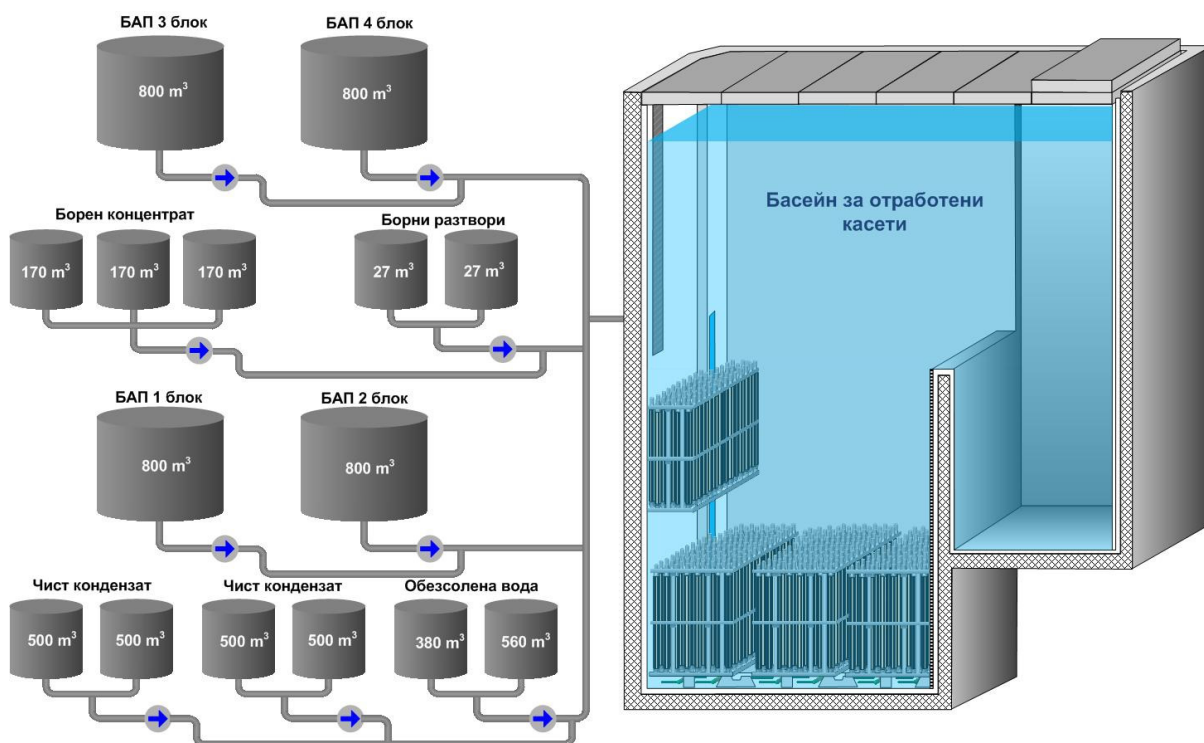 БАП 3 блок
БАП 4 блок
800 m³
800 m³
Борен концентрат
Борни разтвори
170 m³
170 m³
170 m³
27 m³
27 m³
БАП 1 блок
БАП 2 блок
800 m³
800 m³
Чист кондензат
Чист кондензат
Обезсолена вода
500 m³
500 m³
500 m³
500 m³
380 m³
560 m³
Басейн за отработени
касети